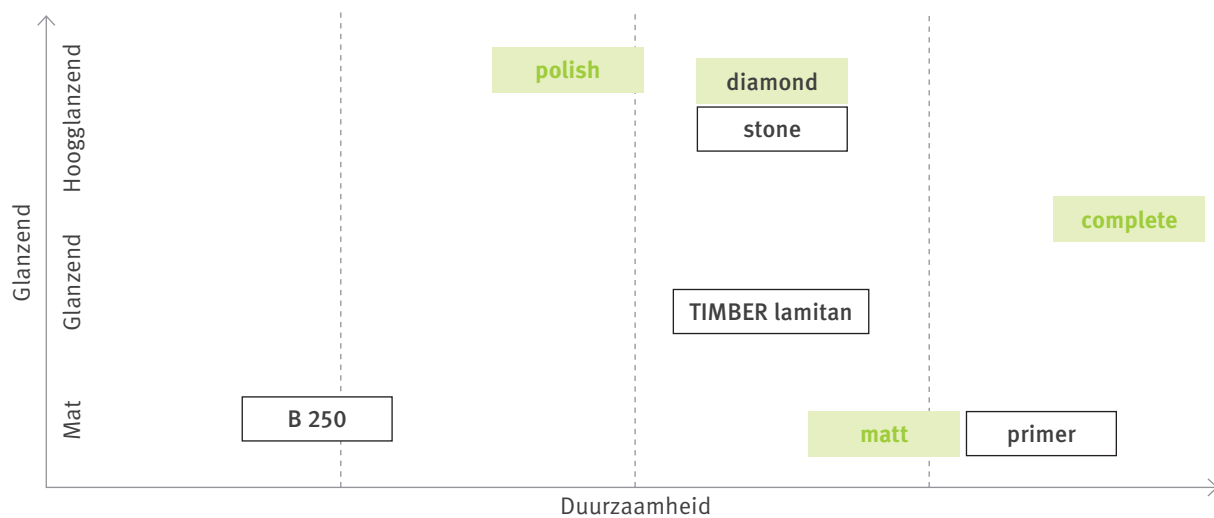 Glanzend
Hoogglanzend
Glanzend
Mat
polish
diamond
stone
complete
TIMBER lamitan
B 250
matt
primer
Duurzaamheid